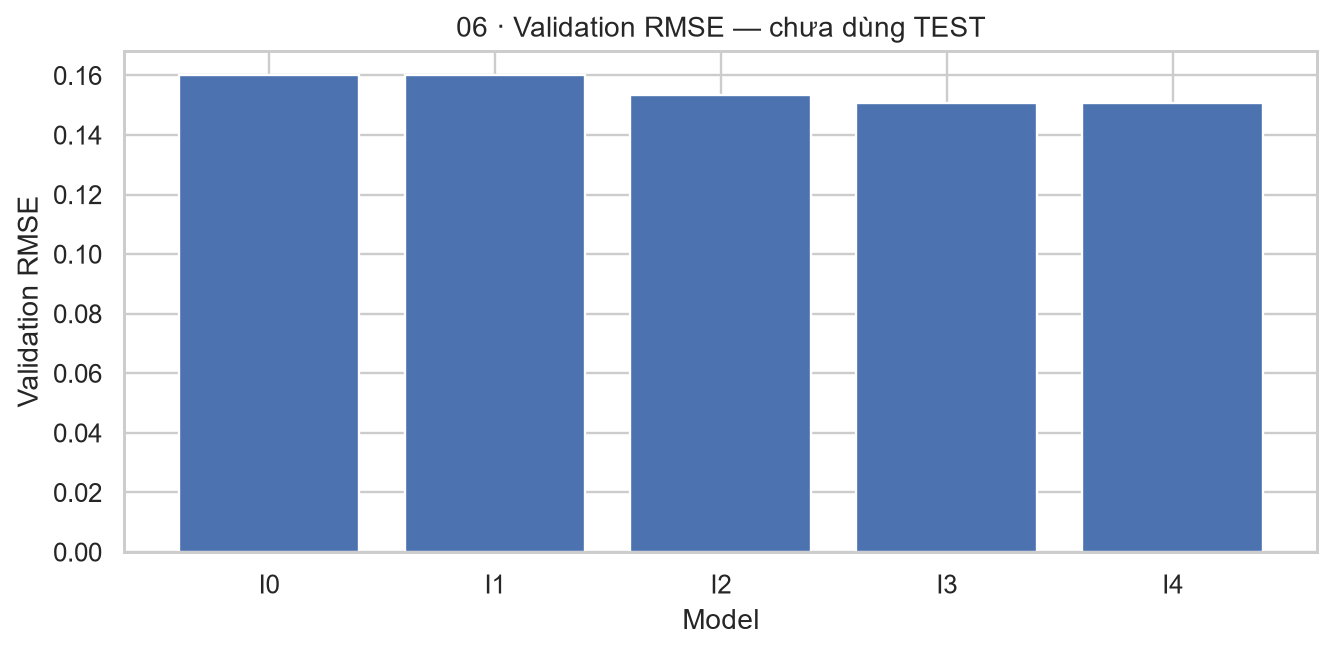 06 · Validation RMSE — chưa dùng TEST
Validation RMSE
0.16
0.14
0.12
0.10
0.08
0.06
0.04
0.02
0.00
I0 I1 I2 I3 I4
Model